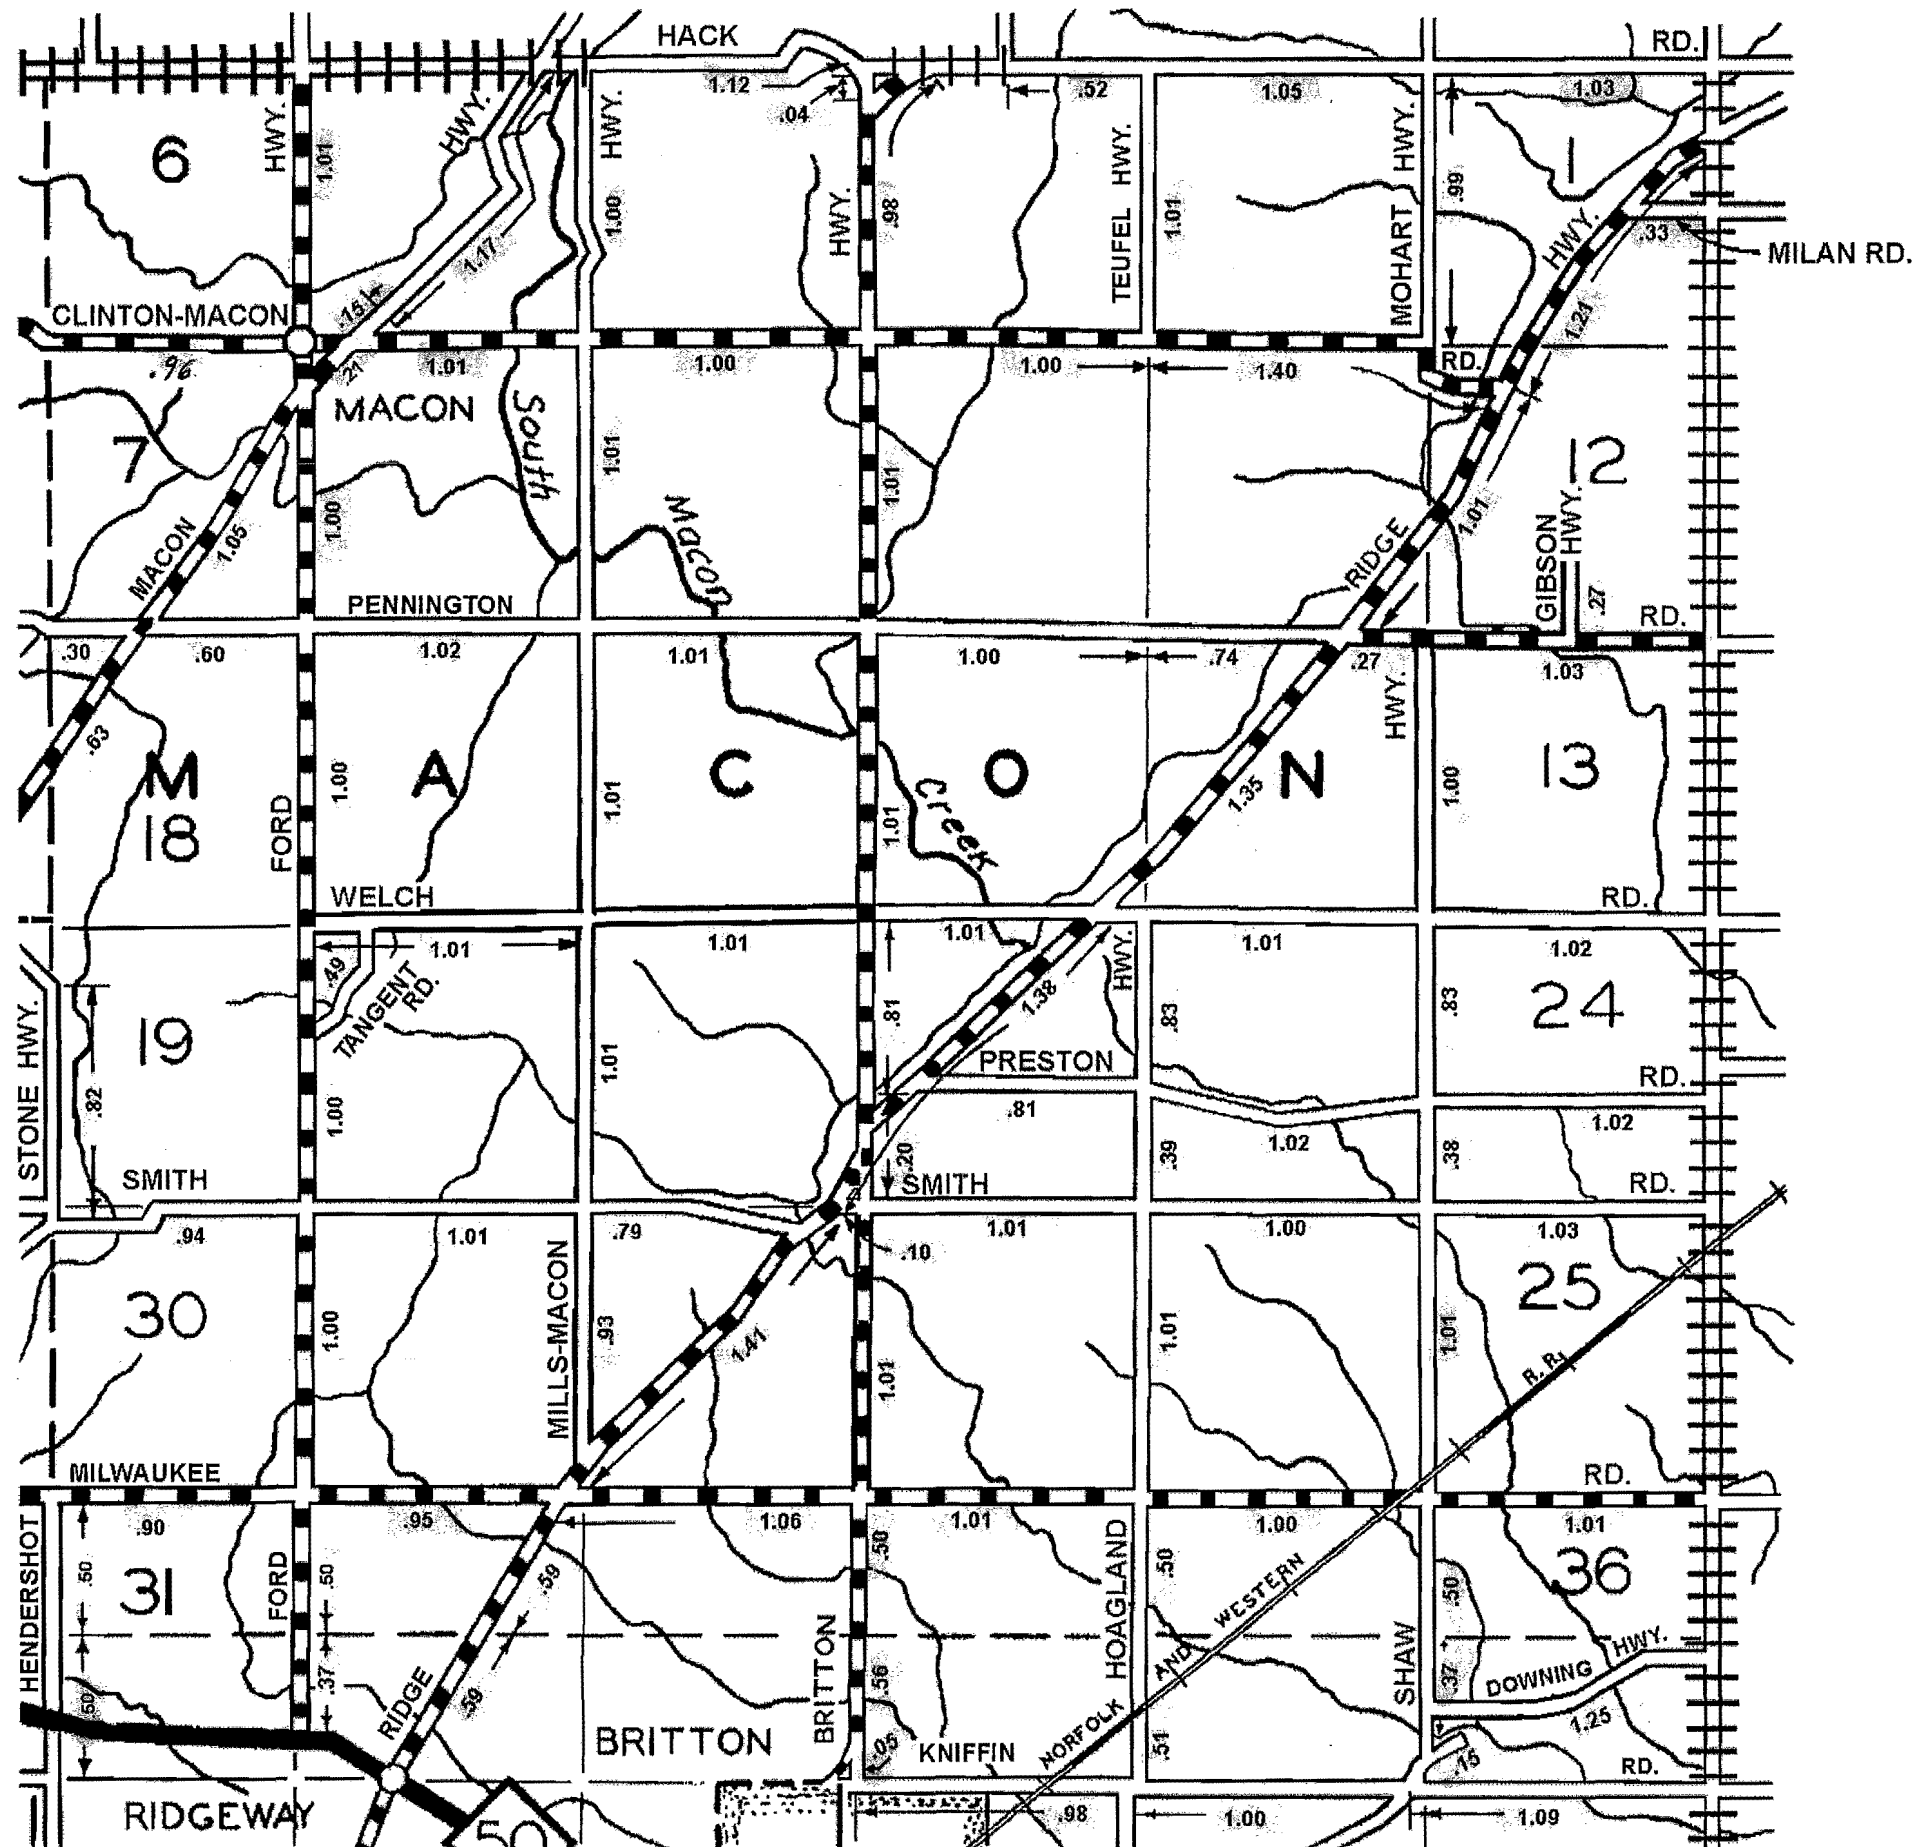 HACK
RD.
1.12
.04
.52
1.05
1.03
6
HWY.
1.01
HWY.
HWY.
1.00
HWY.
.98
TEUFEL HWY.
1.01
MOHART HWY.
.99
1
HWY.
.33
MILAN RD.
1.17
.15
CLINTON-MACON
1.24
.96
.21
1.01
1.00
1.00
1.40
RD.
MACON
7
South
12
1.01
1.01
1.00
MACON
1.05
Macon
RIDGE
1.01
GIBSON HWY.
.27
PENNINGTON
RD.
.30
.60
1.02
1.01
1.00
.74
.27
1.03
HWY.
.63
M A C O N
13
18
FORD
1.00
1.01
1.01
Creek
1.35
1.00
WELCH
RD.
1.01
1.01
1.01
1.01
1.02
.49
TANGENT RD.
HWY.
STONE HWY.
19
.82
1.00
1.01
.81
1.38
.83
.83
24
PRESTON
RD.
.81
1.02
1.02
.20
.39
.38
SMITH
SMITH
RD.
.94
1.01
.79
.10
1.01
1.00
1.03
30
1.00
MILLS-MACON
.93
1.41
1.01
1.01
1.01
25
R. R.
MILWAUKEE
RD.
.90
.95
1.06
1.01
1.00
1.01
HENDERSHOT
.50
31
FORD
.50
.59
.50
HOAGLAND
.50
NORFOLK AND WESTERN
.50
36
.50
.37
RIDGE
.59
BRITTON
BRITTON
.56
.05
KNIFFIN
.51
SHAW
.37
DOWNING HWY.
1.25
.15
RD.
RIDGEWAY
50
.98
1.00
1.09